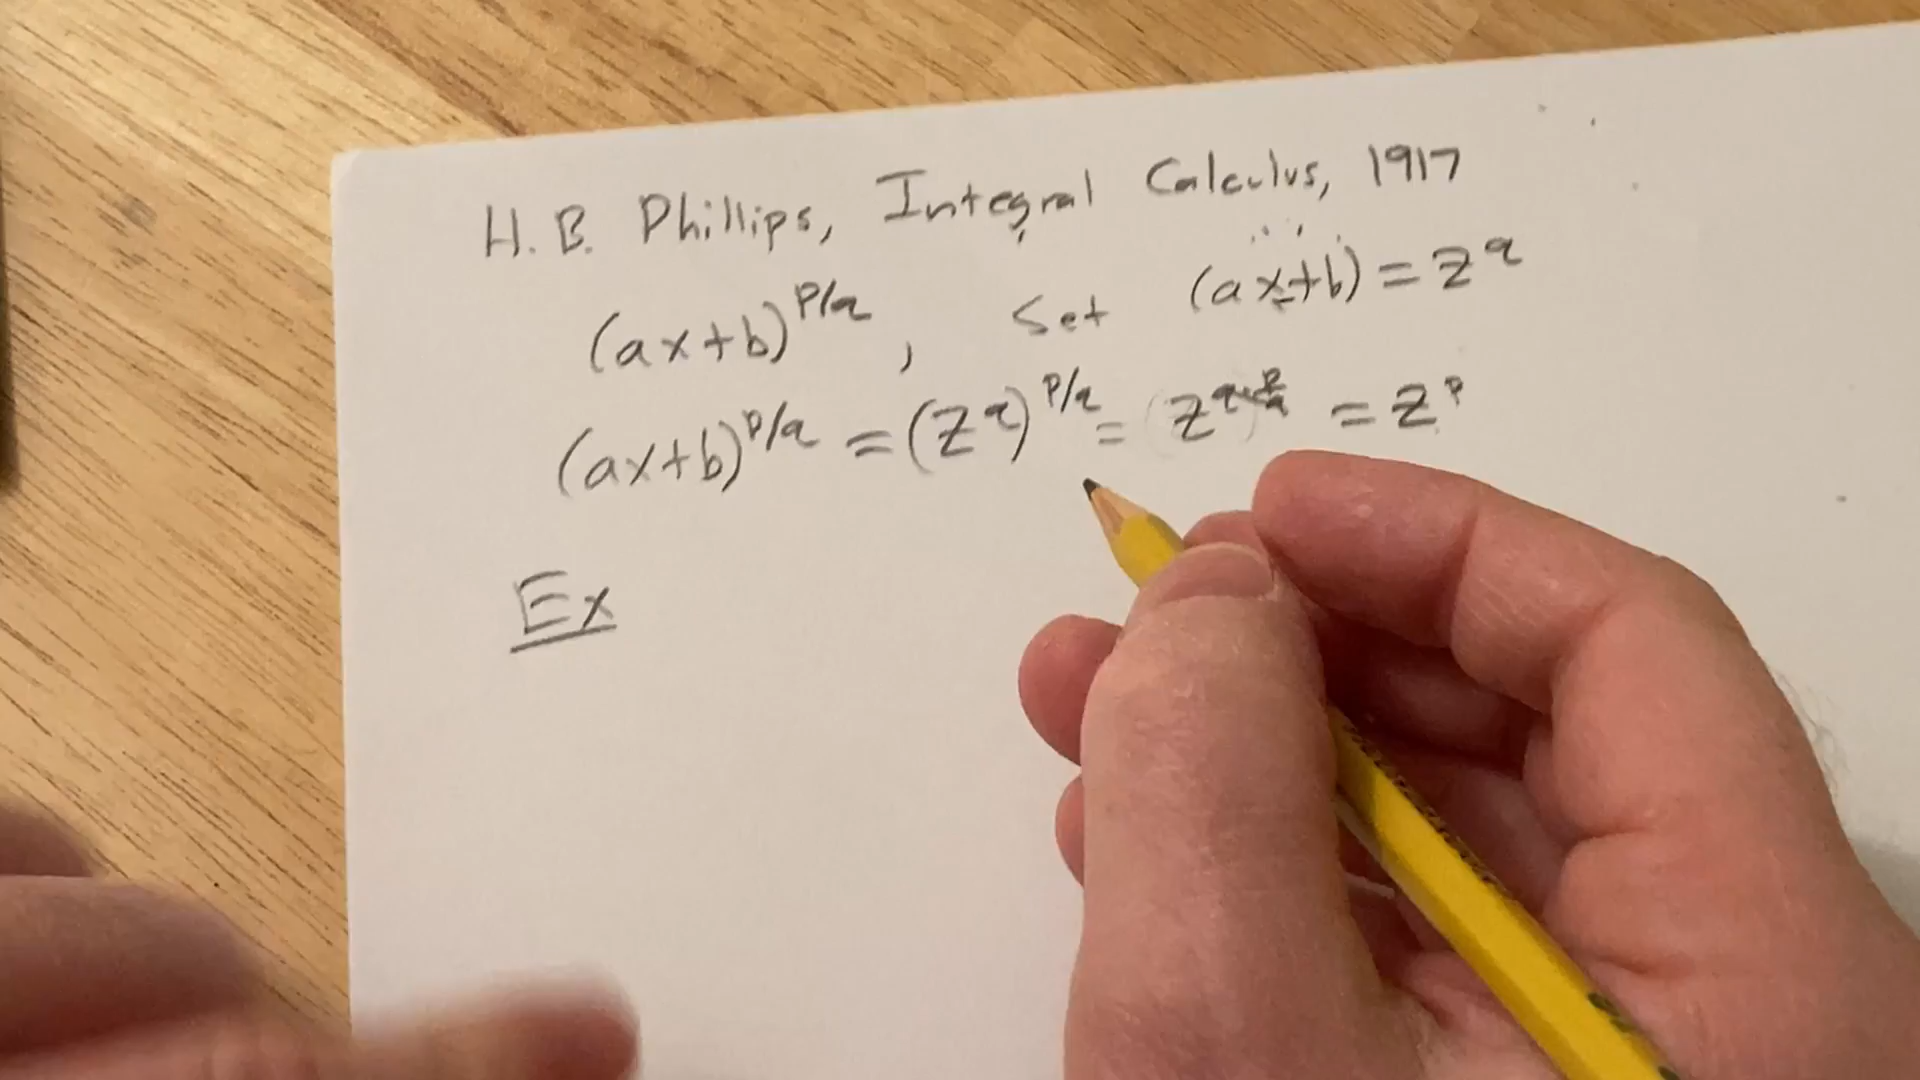 H. B. Phillips, Integral Calculus, 1917
(ax+b)^{p/q}, Set (ax+b) = z^q
(ax+b)^{p/q} = (z^q)^{p/q} = z^{q·p/q} = z^p
Ex